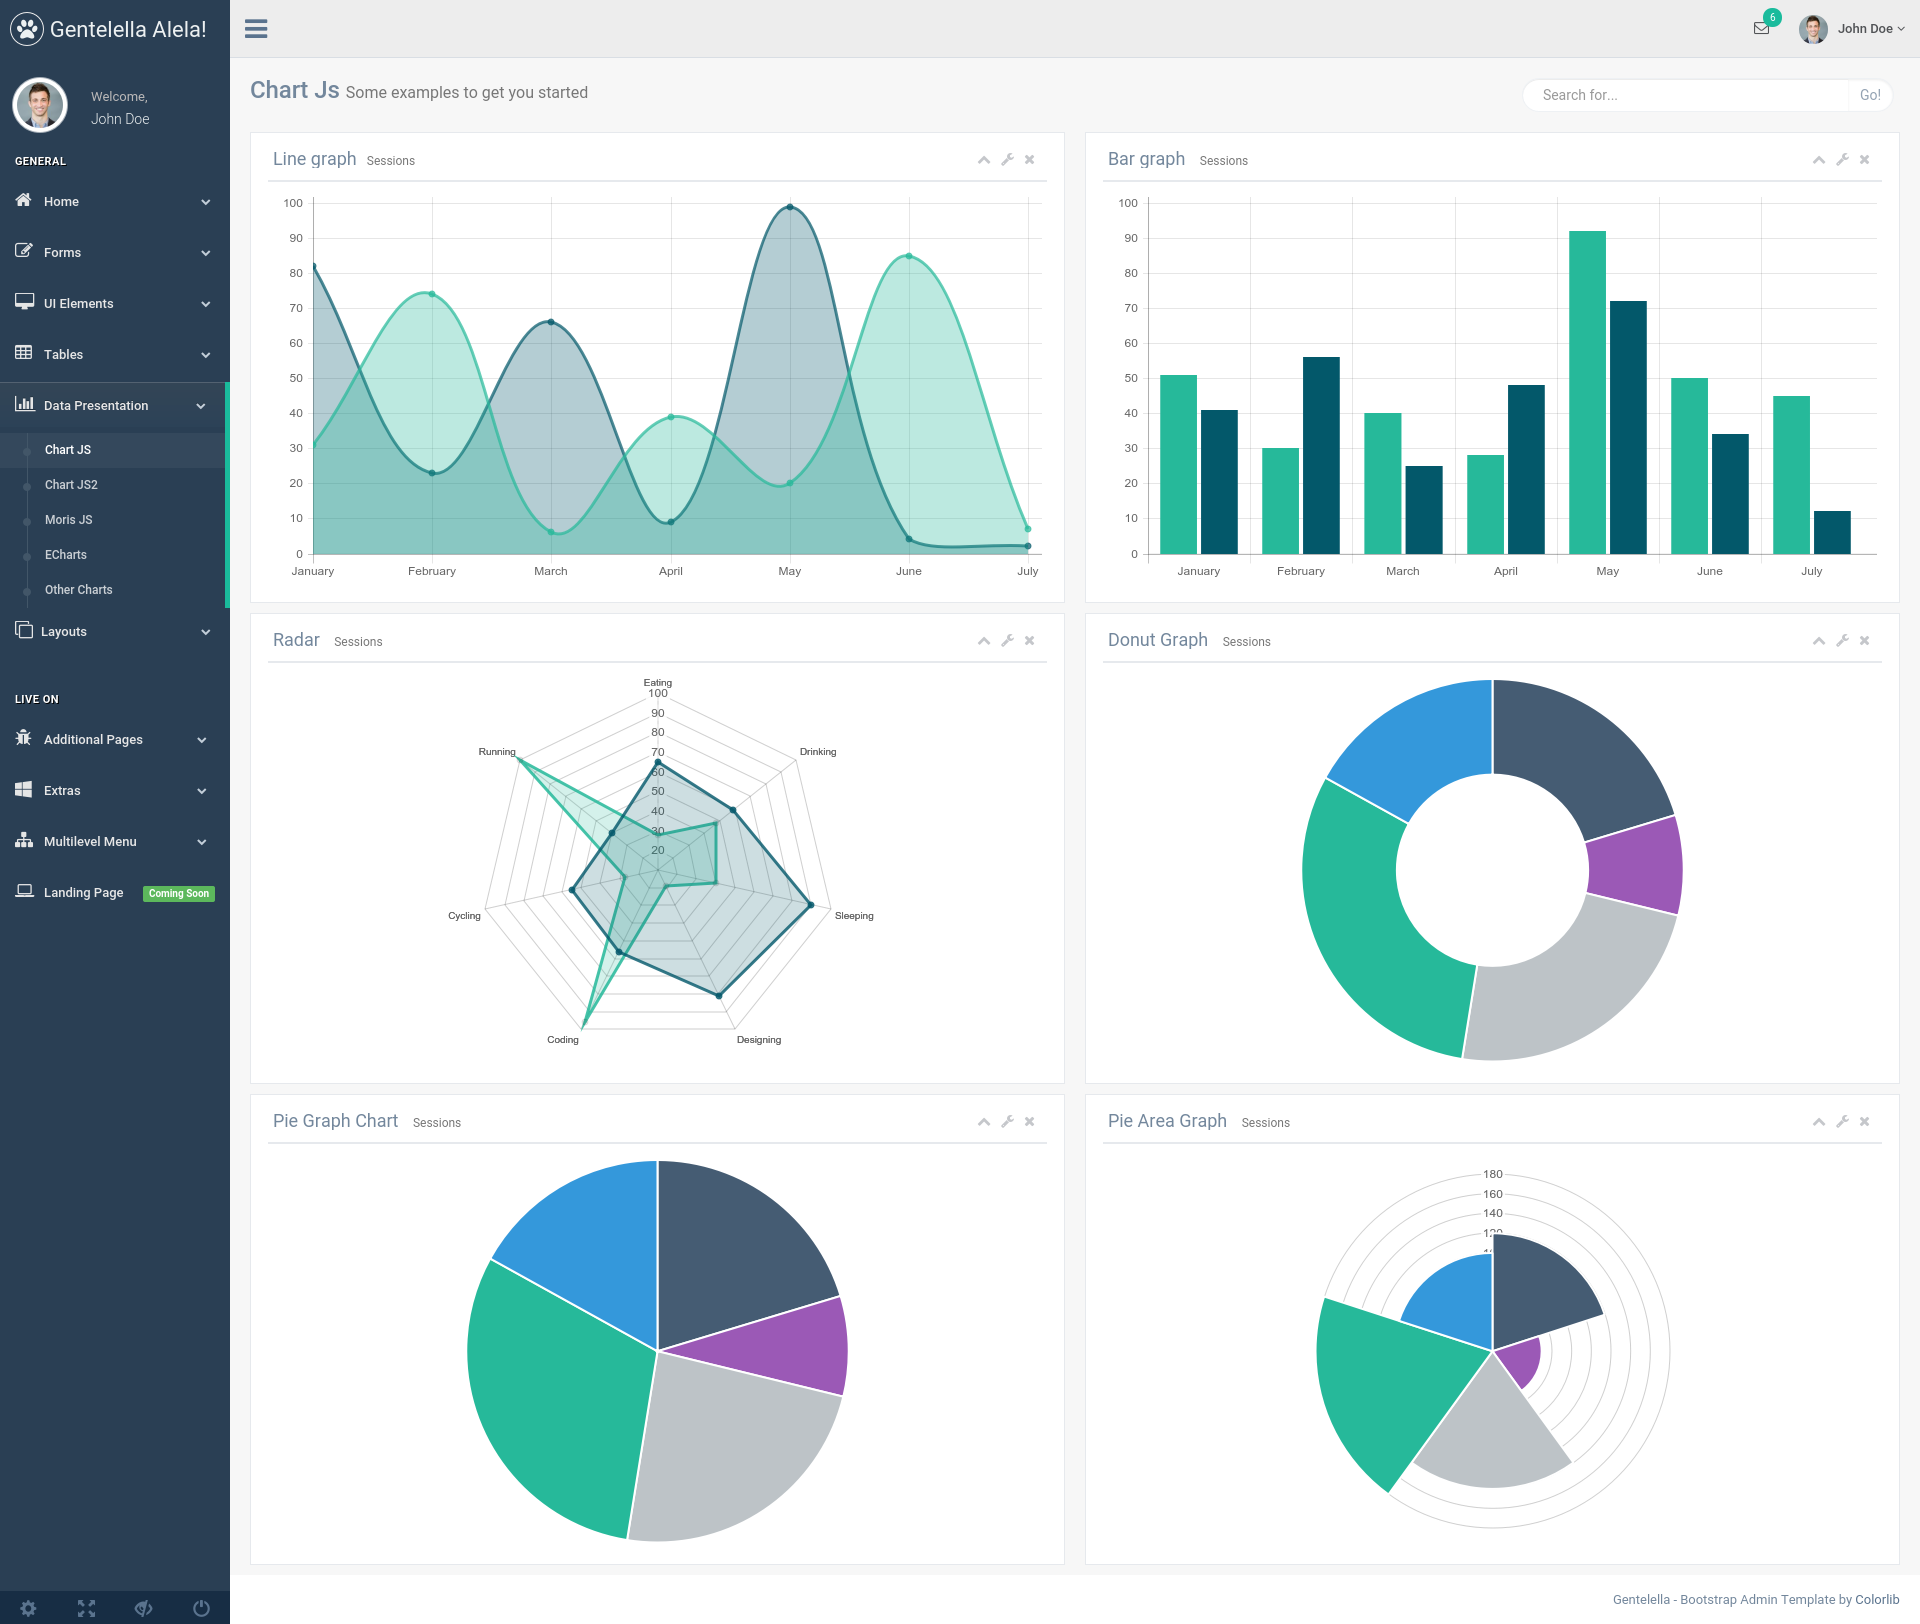 Gentelella Alela!
Welcome,
John Doe
GENERAL
Home
Forms
UI Elements
Tables
Data Presentation
Chart JS
Chart JS2
Moris JS
ECharts
Other Charts
Layouts
LIVE ON
Additional Pages
Extras
Multilevel Menu
Landing Page Coming Soon
6
John Doe
Chart Js Some examples to get you started
Search for... Go!
Line graph Sessions
100
90
80
70
60
50
40
30
20
10
0
January February March April May June July
Bar graph Sessions
100
90
80
70
60
50
40
30
20
10
0
January February March April May June July
Radar Sessions
Eating
100
90
80
70
60
50
40
30
20
Running
Drinking
Cycling
Sleeping
Coding
Designing
Donut Graph Sessions
Pie Graph Chart Sessions
Pie Area Graph Sessions
180
160
140
120
Gentelella - Bootstrap Admin Template by Colorlib